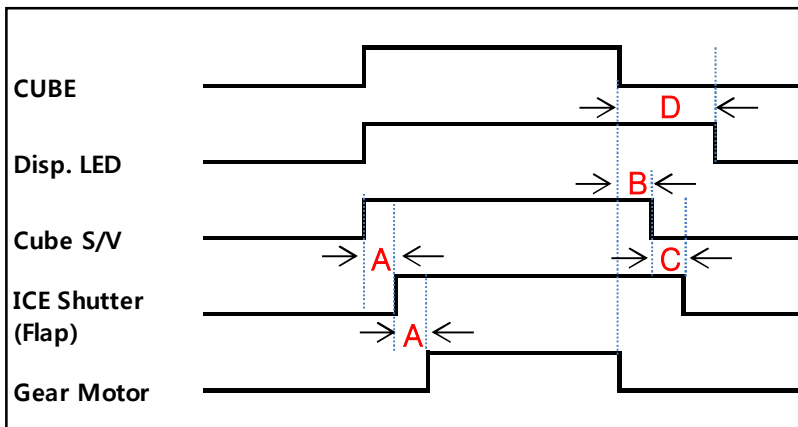 CUBE
D
Disp. LED
B
Cube S/V
A
C
ICE Shutter
(Flap)
A
Gear Motor